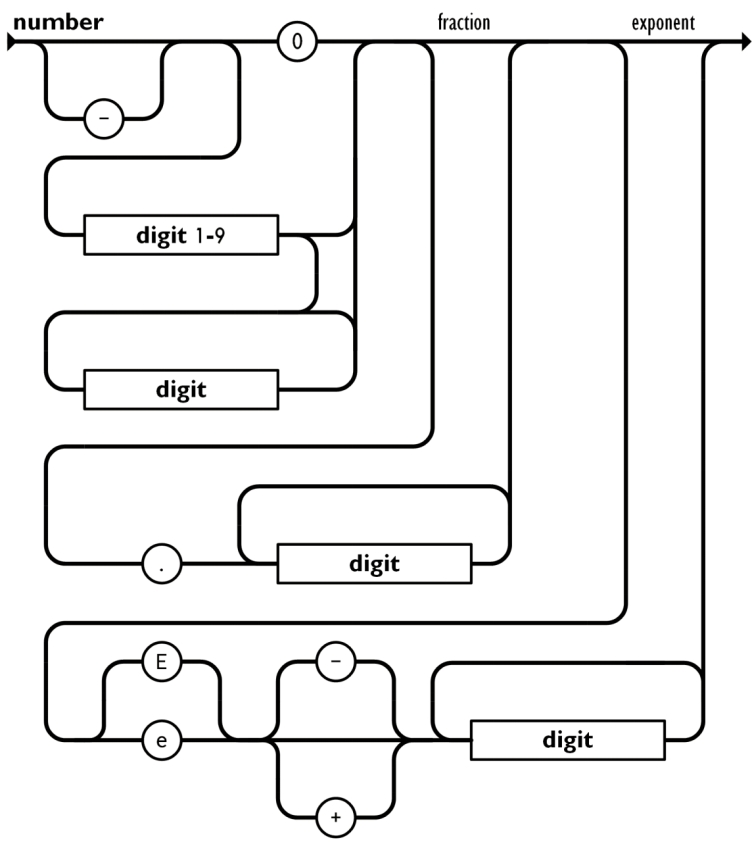 number
fraction
exponent
0
-
digit 1-9
digit
.
digit
E
-
e
digit
+